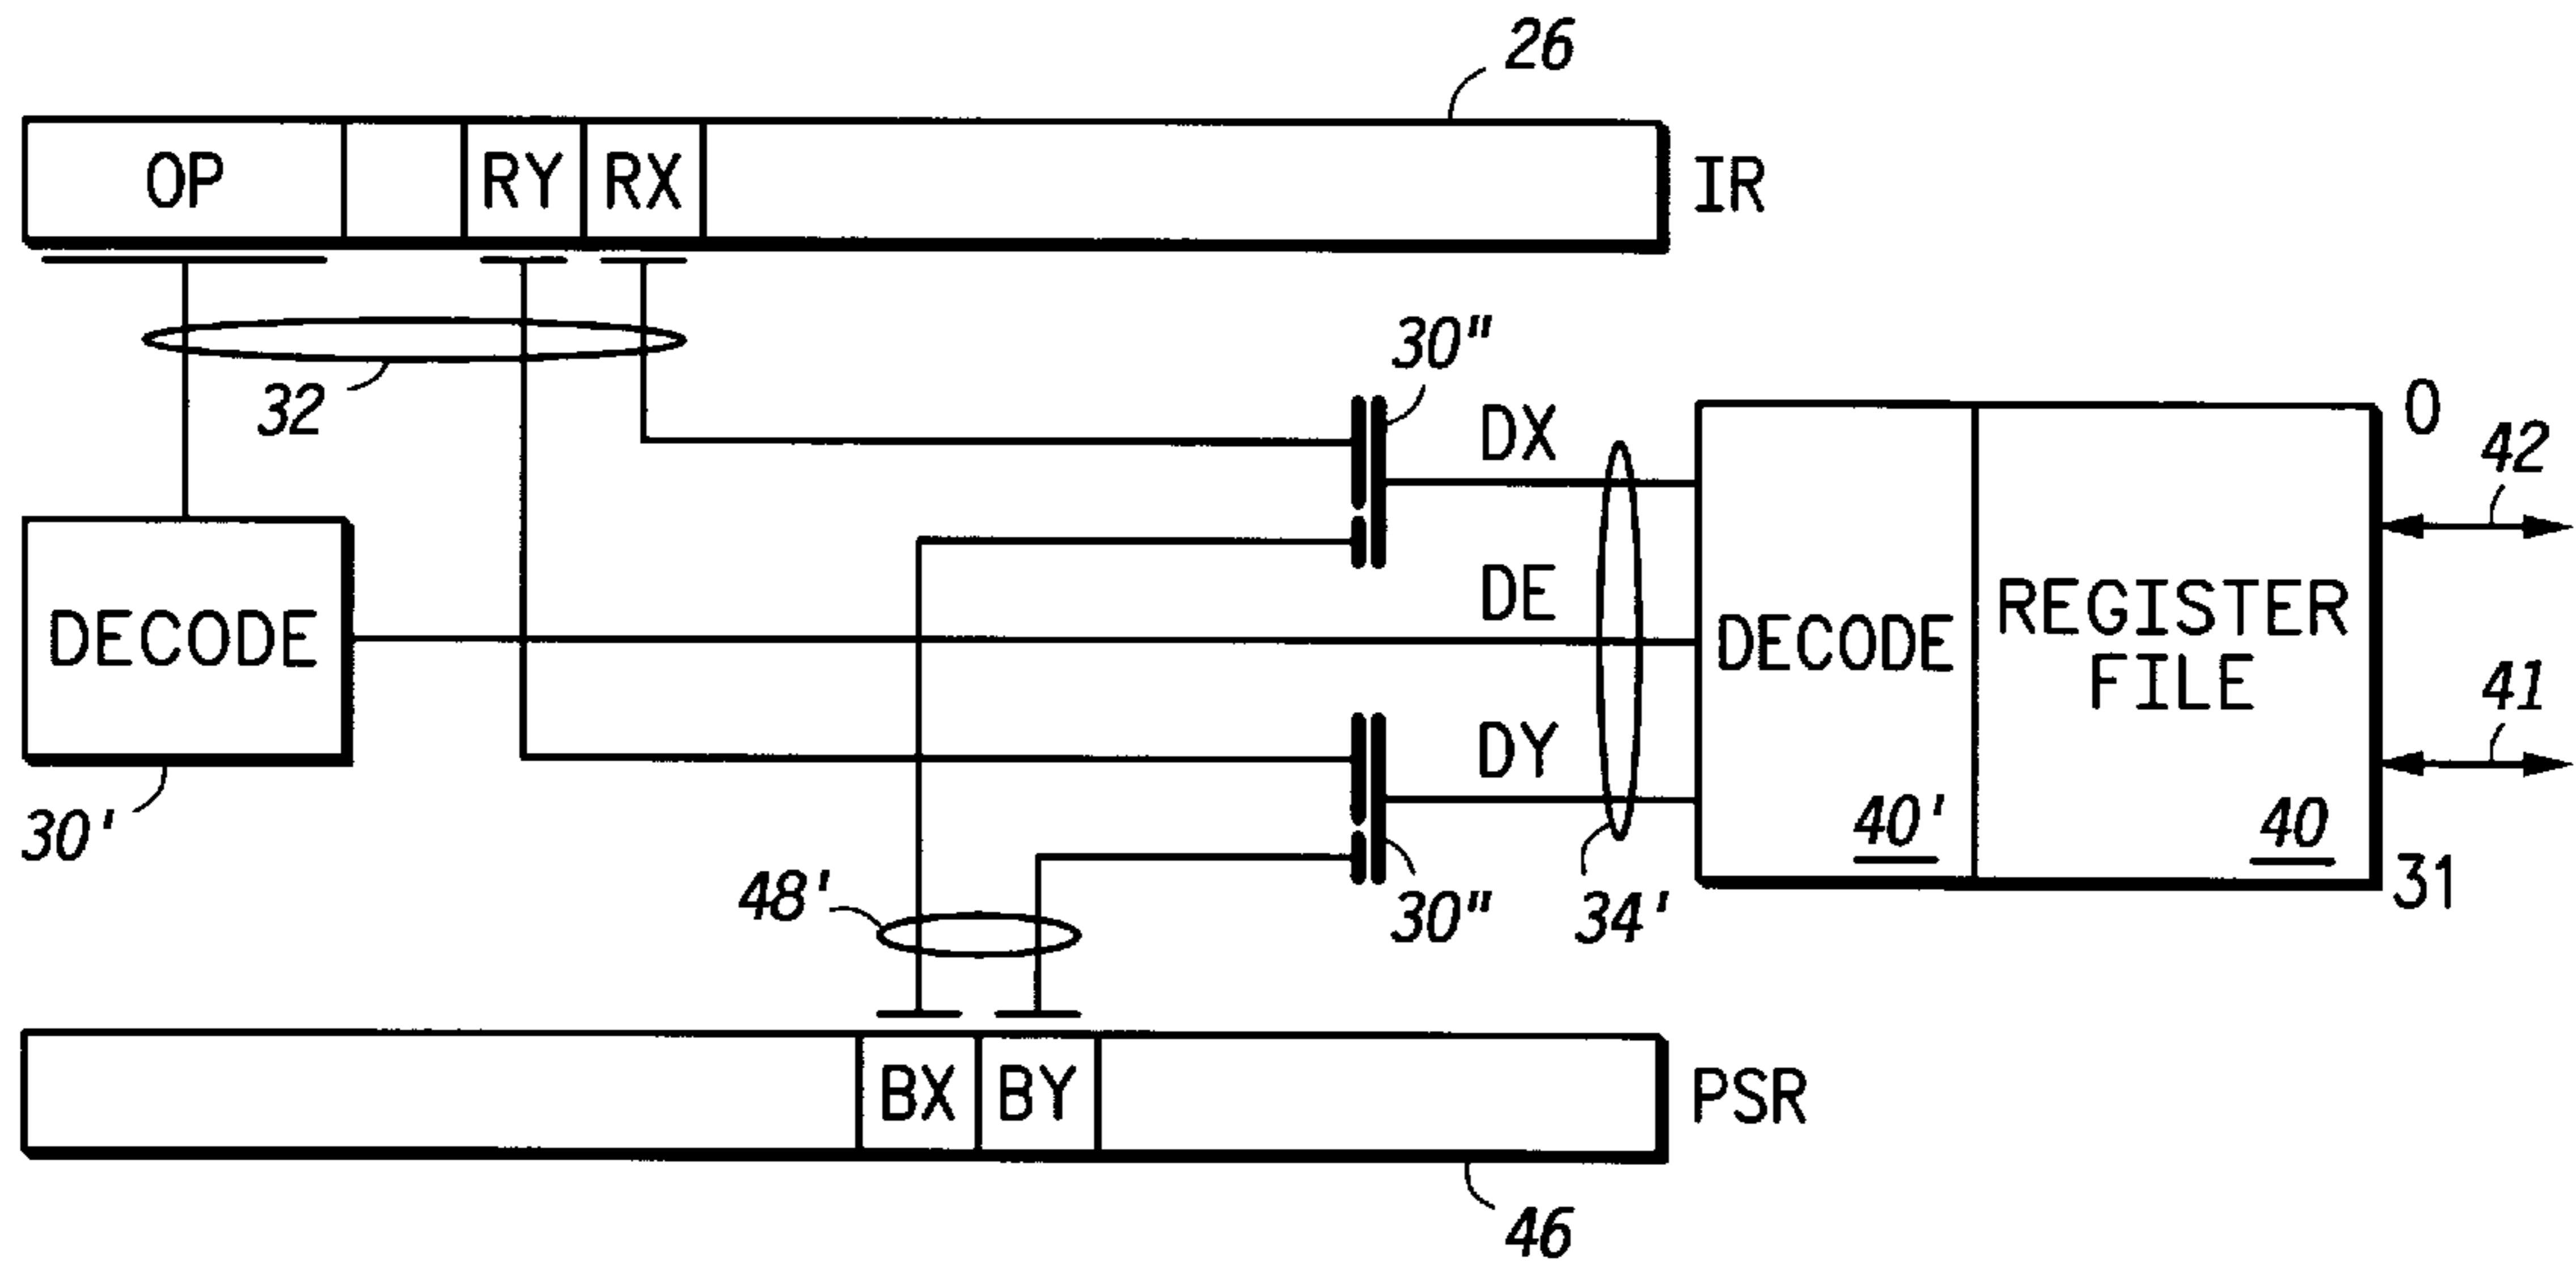 26
OP RY RX IR
32
30"
DX
0
42
DE
DECODE
DECODE
REGISTER
FILE
41
DY
30'
40'
40
48'
30"
34'
31
BX BY PSR
46